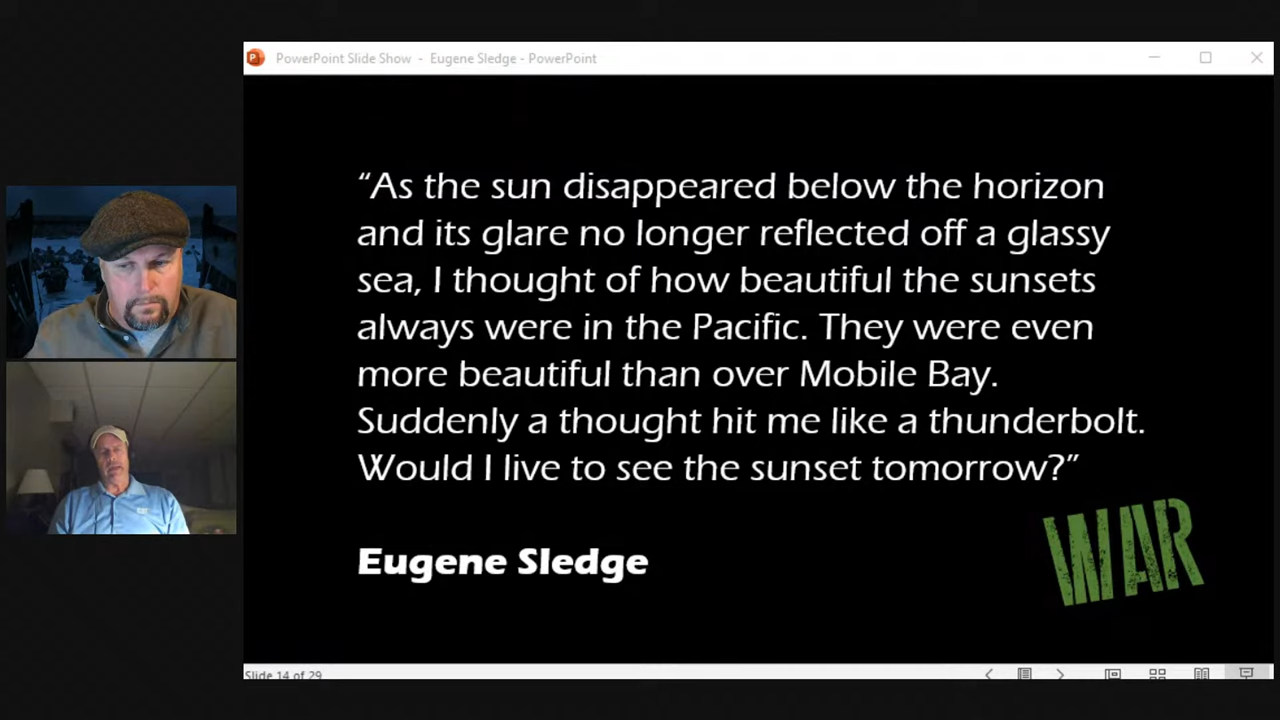 PowerPoint Slide Show - Eugene Sledge - PowerPoint
“As the sun disappeared below the horizon
and its glare no longer reflected off a glassy
sea, I thought of how beautiful the sunsets
always were in the Pacific. They were even
more beautiful than over Mobile Bay.
Suddenly a thought hit me like a thunderbolt.
Would I live to see the sunset tomorrow?”
Eugene Sledge
WAR
Slide 14 of 29